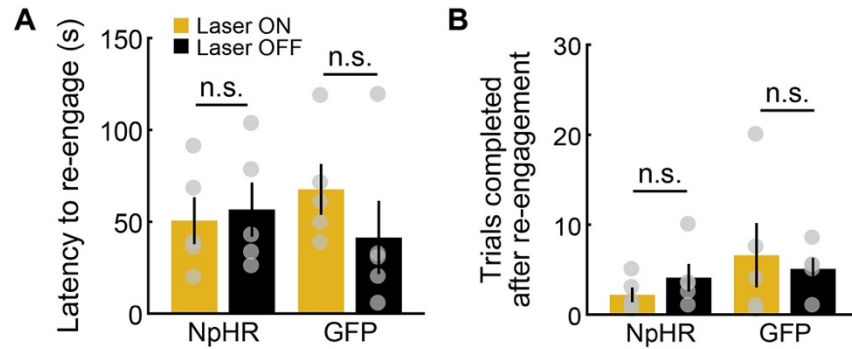 A
Latency to re-engage (s)
150
100
50
0
Laser ON
Laser OFF
n.s.
n.s.
NpHR
GFP
B
Trials completed
after re-engagement
30
20
10
0
n.s.
n.s.
NpHR
GFP